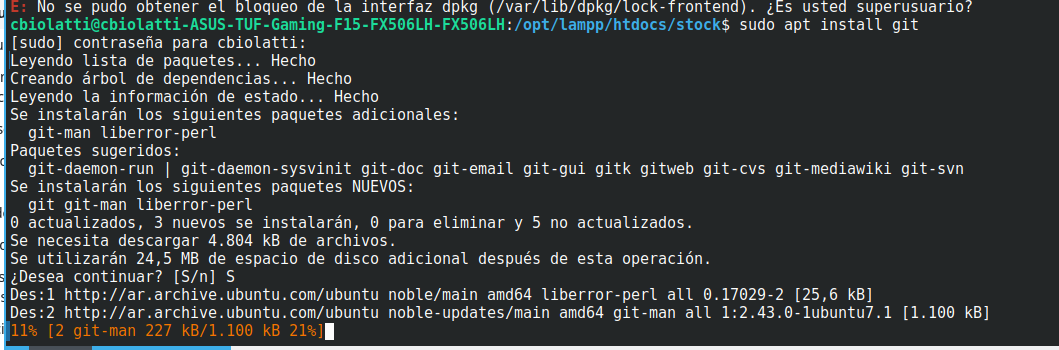 E: No se pudo obtener el bloqueo de la interfaz dpkg (/var/lib/dpkg/lock-frontend). ¿Es usted superusuario?
cbiolatti@cbiolatti-ASUS-TUF-Gaming-F15-FX506LH-FX506LH:/opt/lampp/htdocs/stock$ sudo apt install git
[sudo] contraseña para cbiolatti:
Leyendo lista de paquetes... Hecho
Creando árbol de dependencias... Hecho
Leyendo la información de estado... Hecho
Se instalarán los siguientes paquetes adicionales:
  git-man liberror-perl
Paquetes sugeridos:
  git-daemon-run | git-daemon-sysvinit git-doc git-email git-gui gitk gitweb git-cvs git-mediawiki git-svn
Se instalarán los siguientes paquetes NUEVOS:
  git git-man liberror-perl
0 actualizados, 3 nuevos se instalarán, 0 para eliminar y 5 no actualizados.
Se necesita descargar 4.804 kB de archivos.
Se utilizarán 24,5 MB de espacio de disco adicional después de esta operación.
¿Desea continuar? [S/n] S
Des:1 http://ar.archive.ubuntu.com/ubuntu noble/main amd64 liberror-perl all 0.17029-2 [25,6 kB]
Des:2 http://ar.archive.ubuntu.com/ubuntu noble-updates/main amd64 git-man all 1:2.43.0-1ubuntu7.1 [1.100 kB]
11% [2 git-man 227 kB/1.100 kB 21%]